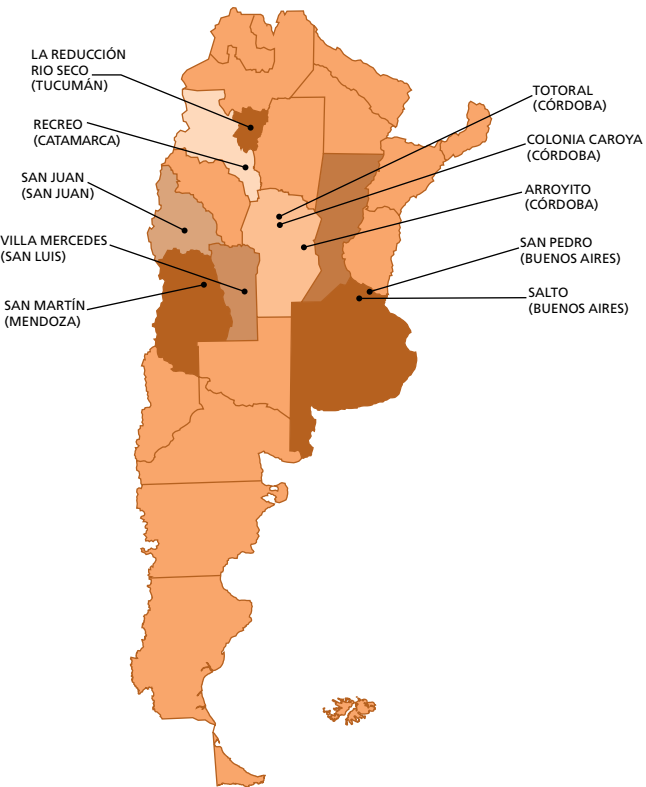 LA REDUCCIÓN
RIO SECO
(TUCUMÁN)
RECREO
(CATAMARCA)
SAN JUAN
(SAN JUAN)
VILLA MERCEDES
(SAN LUIS)
SAN MARTÍN
(MENDOZA)
TOTORAL
(CÓRDOBA)
COLONIA CAROYA
(CÓRDOBA)
ARROYITO
(CÓRDOBA)
SAN PEDRO
(BUENOS AIRES)
SALTO
(BUENOS AIRES)